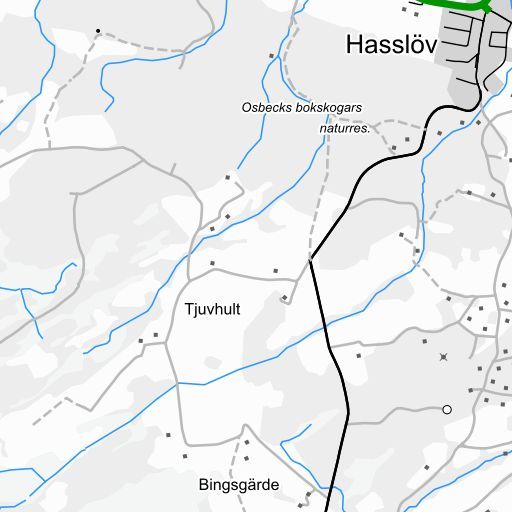 Hasslöv
Osbecks bokskogars
naturres.
Tjuvhult
Bingsgärde